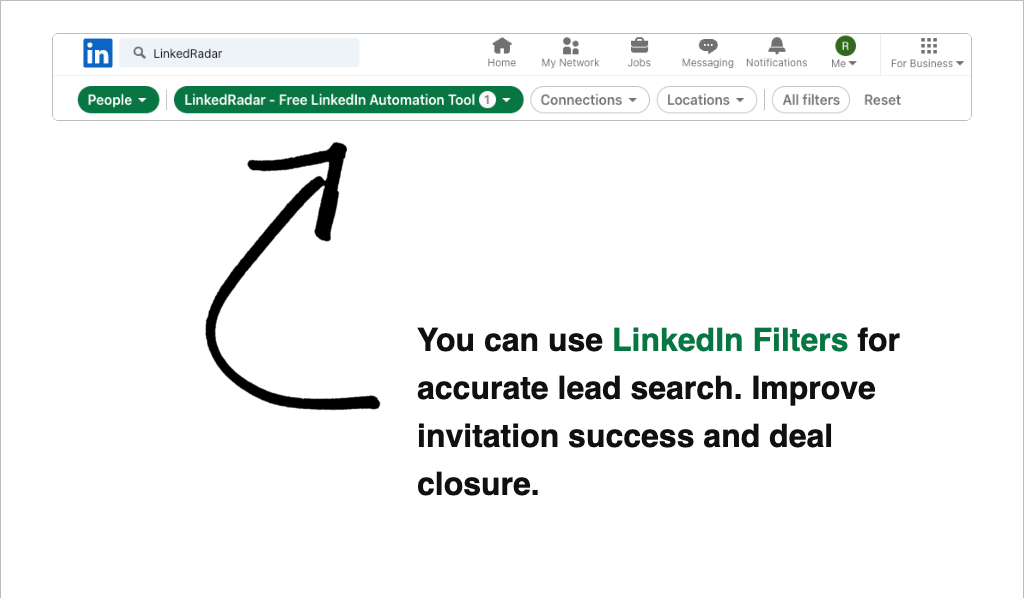 in LinkedRadar Home My Network Jobs Messaging Notifications R Me For Business
People LinkedRadar - Free LinkedIn Automation Tool 1 Connections Locations All filters Reset
You can use LinkedIn Filters for
accurate lead search. Improve
invitation success and deal
closure.